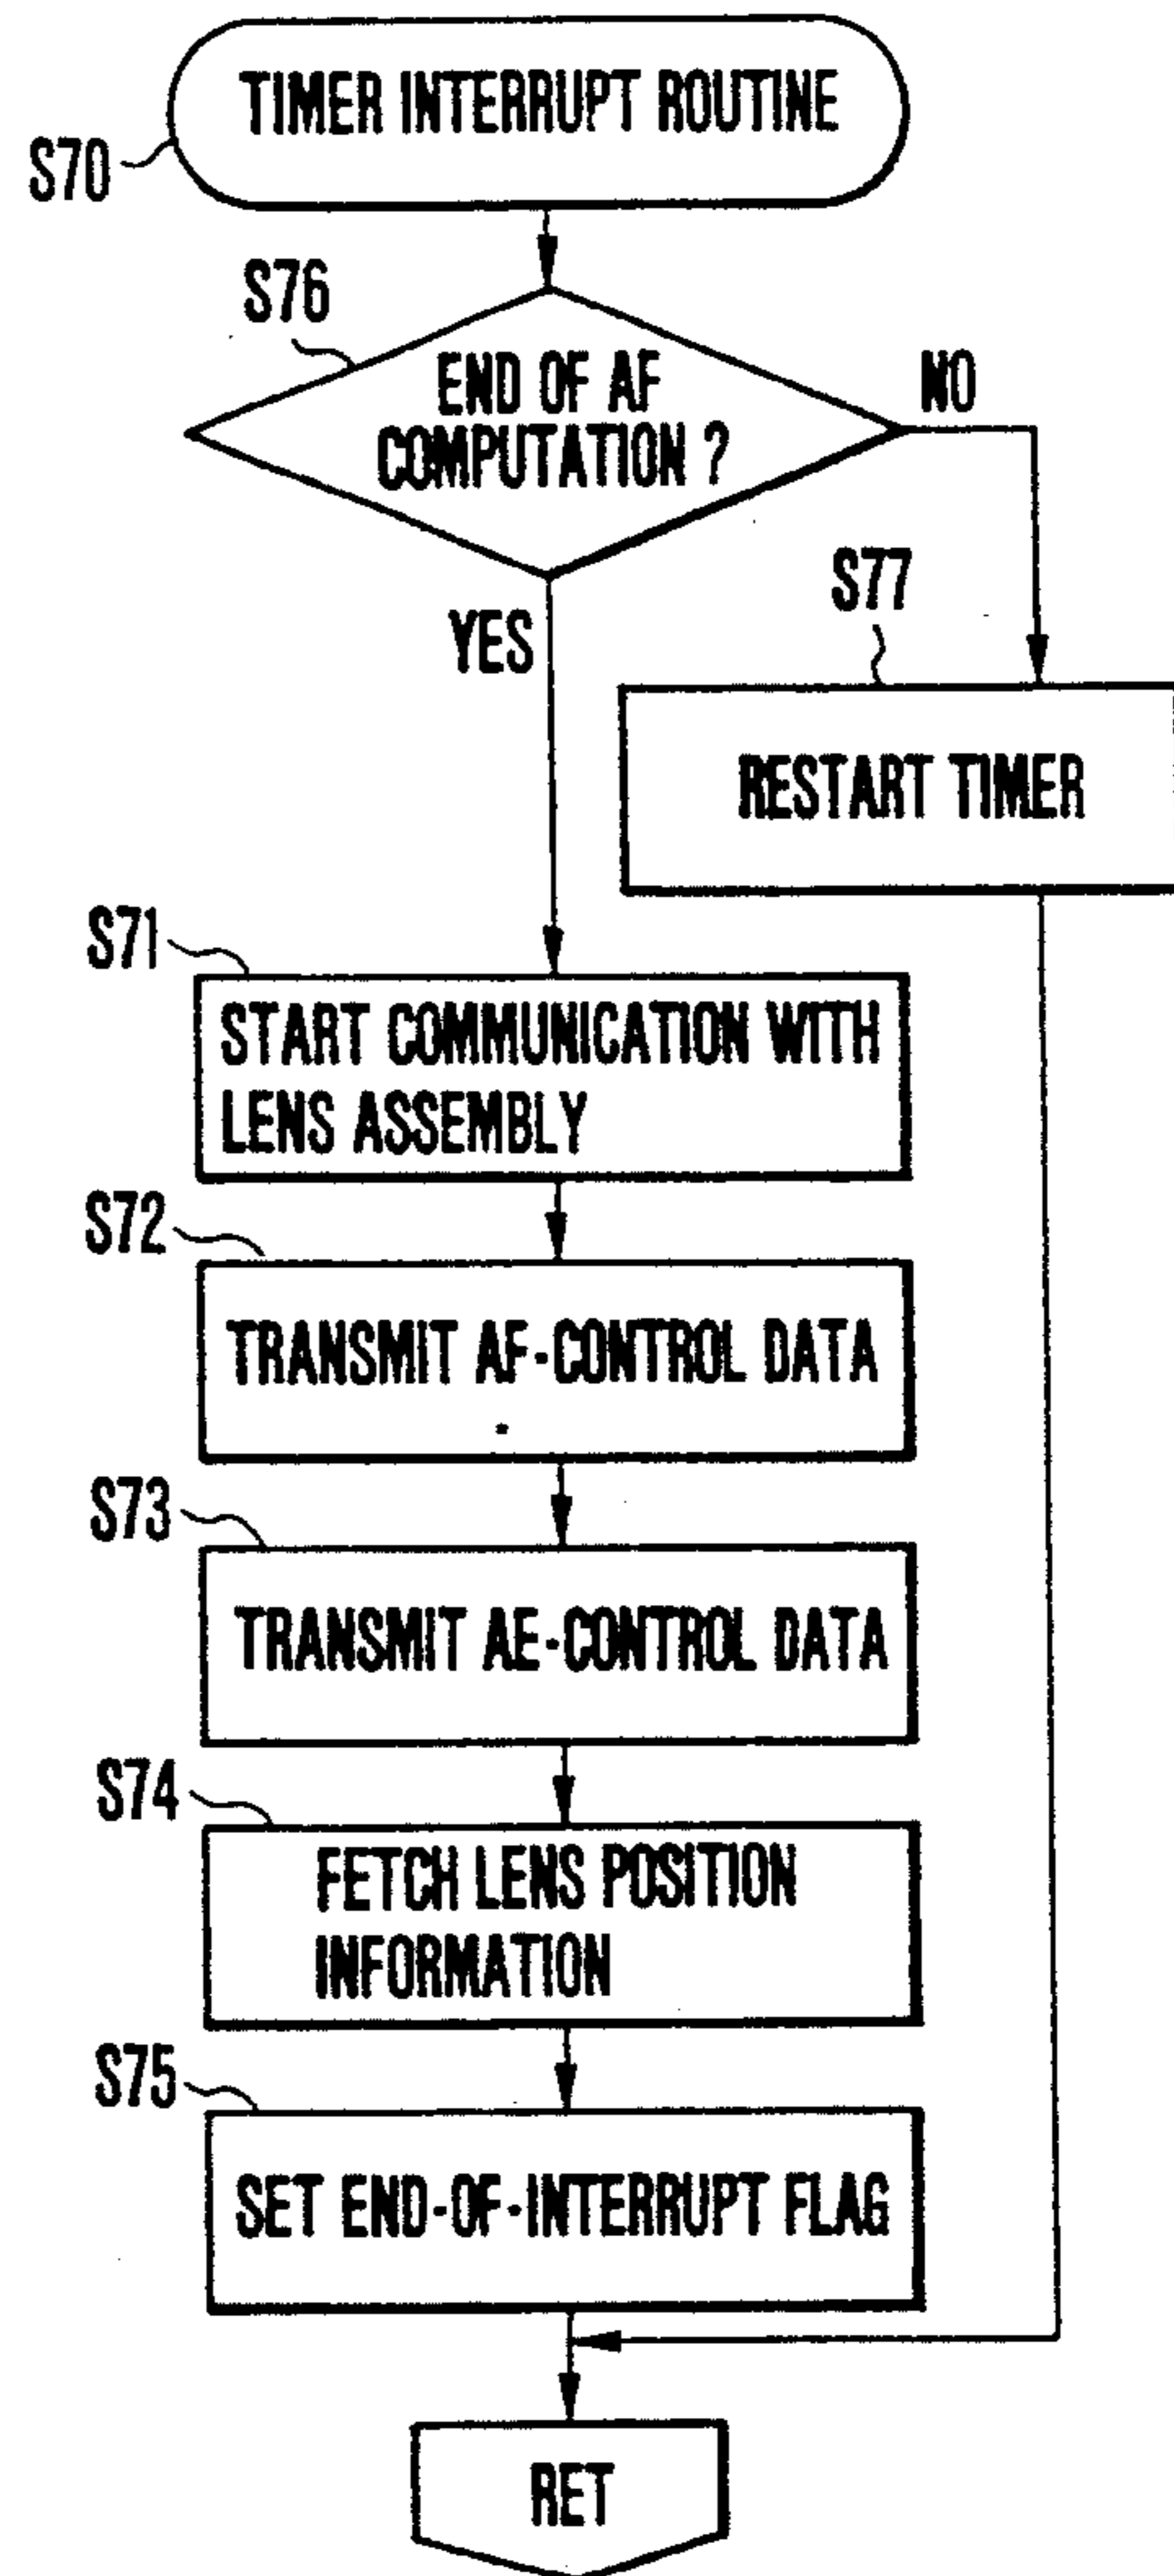 TIMER INTERRUPT ROUTINE
S70
S76
END OF AF
COMPUTATION ?
NO
YES
S77
RESTART TIMER
S71
START COMMUNICATION WITH
LENS ASSEMBLY
S72
TRANSMIT AF-CONTROL DATA
S73
TRANSMIT AE-CONTROL DATA
S74
FETCH LENS POSITION
INFORMATION
S75
SET END-OF-INTERRUPT FLAG
RET